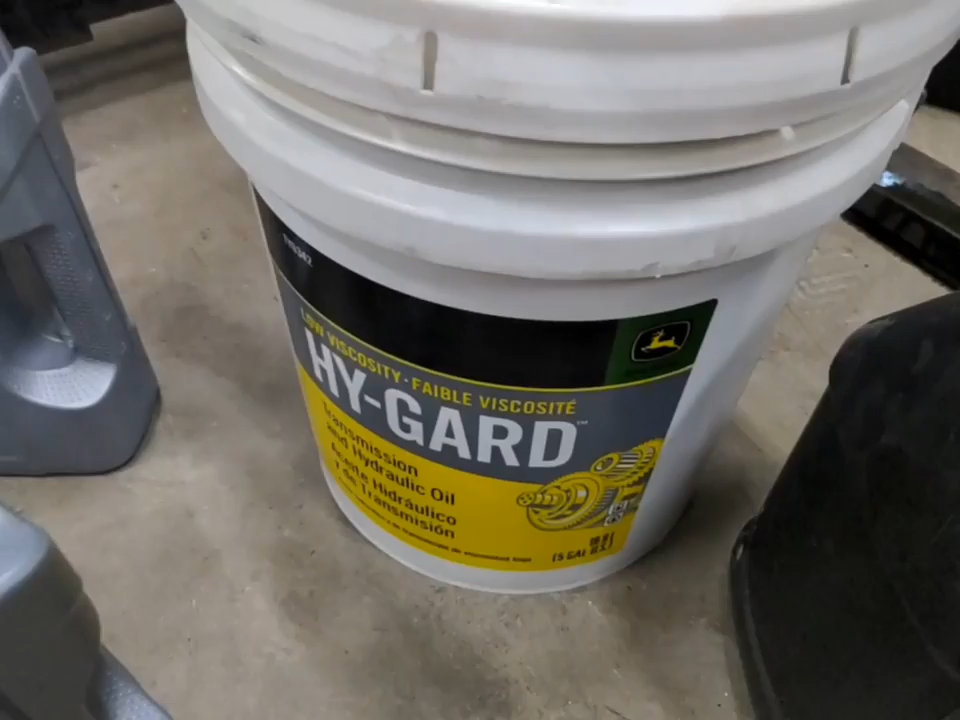 LOW VISCOSITY · FAIBLE VISCOSITÉ
HY-GARD™
Transmission
and Hydraulic Oil
Aceite Hidráulico
y de Transmisión
(5 GAL